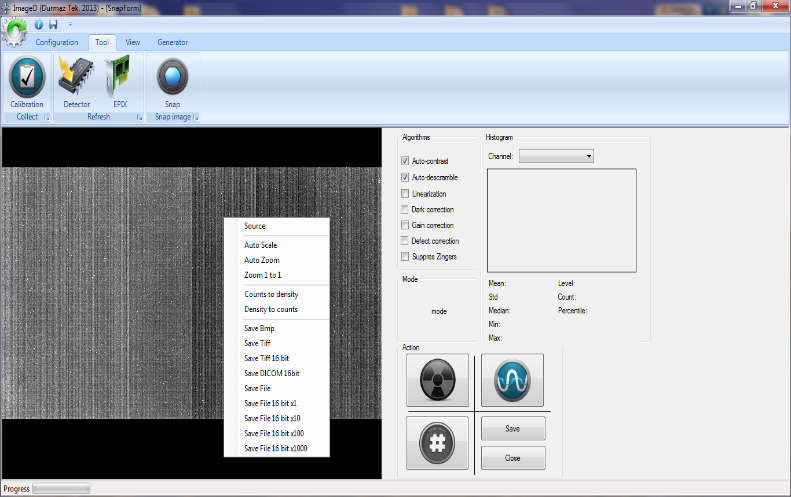 ImageD (Durmaz Tek. 2013) - [SnapForm]
Configuration Tool View Generator
Calibration Detector EPIX Snap
Collect Refresh Snap image
Source:
Auto Scale
Auto Zoom
Zoom 1 to 1
Counts to density
Density to counts
Save Bmp
Save Tiff
Save Tiff 16 bit
Save DICOM 16bit
Save File
Save File 16 bit x1
Save File 16 bit x10
Save File 16 bit x100
Save File 16 bit x1000
Algorithms
Auto-contrast
Auto-descramble
Linearization
Dark correction
Gain correction
Defect correction
Suppres Zingers
Mode
mode
Histogram
Channel:
Mean: Level:
Std Count:
Median: Percentile:
Min:
Max:
Action
#
Save
Close
Progress